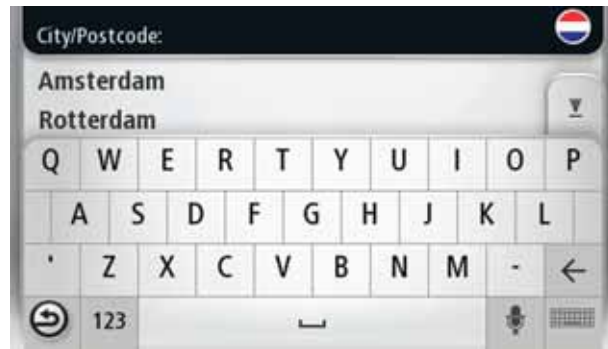 City/Postcode:
Amsterdam
Rotterdam
Q W E R T Y U I O P
A S D F G H J K L
' Z X C V B N M -
123